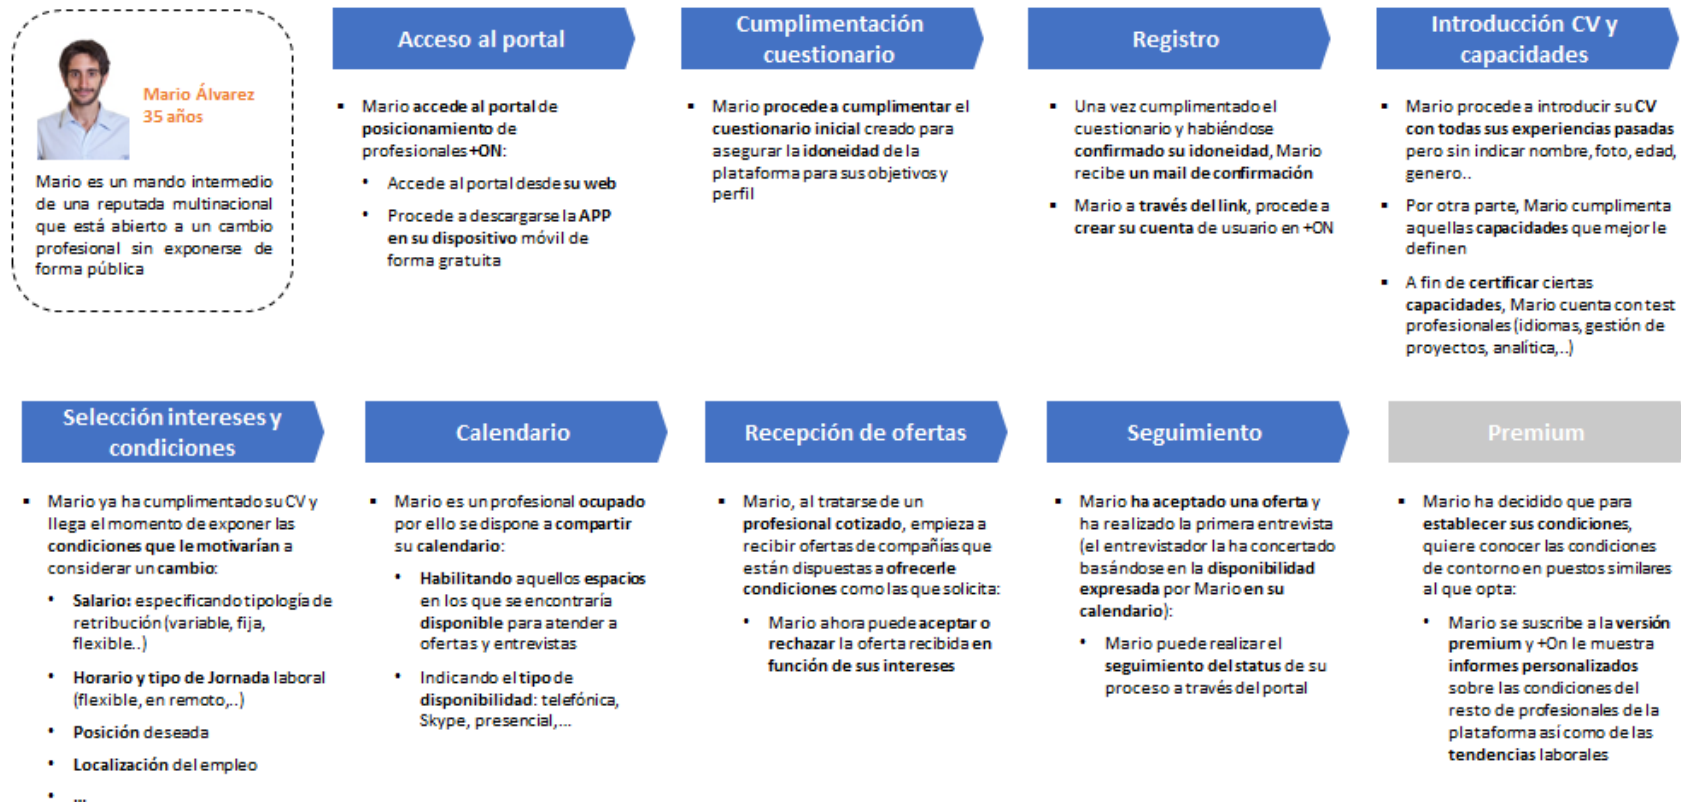 Mario Álvarez
35 años
Mario es un mando intermedio
de una reputada multinacional
que está abierto a un cambio
profesional sin exponerse de
forma pública
Acceso al portal
▪ Mario accede al portal de
posicionamiento de
profesionales +ON:
• Accede al portal desde su web
• Procede a descargarse la APP
en su dispositivo móvil de
forma gratuita
Cumplimentación
cuestionario
▪ Mario procede a cumplimentar el
cuestionario inicial creado para
asegurar la idoneidad de la
plataforma para sus objetivos y
perfil
Registro
▪ Una vez cumplimentado el
cuestionario y habiéndose
confirmado su idoneidad, Mario
recibe un mail de confirmación
▪ Mario a través del link, procede a
crear su cuenta de usuario en +ON
Introducción CV y
capacidades
▪ Mario procede a introducir su CV
con todas sus experiencias pasadas
pero sin indicar nombre, foto, edad,
genero..
▪ Por otra parte, Mario cumplimenta
aquellas capacidades que mejor le
definen
▪ A fin de certificar ciertas
capacidades, Mario cuenta con test
profesionales (idiomas, gestión de
proyectos, analítica,..)
Selección intereses y
condiciones
▪ Mario ya ha cumplimentado su CV y
llega el momento de exponer las
condiciones que le motivarían a
considerar un cambio:
• Salario: especificando tipología de
retribución (variable, fija,
flexible..)
• Horario y tipo de Jornada laboral
(flexible, en remoto,..)
• Posición deseada
• Localización del empleo
• ...
Calendario
▪ Mario es un profesional ocupado
por ello se dispone a compartir
su calendario:
• Habilitando aquellos espacios
en los que se encontraría
disponible para atender a
ofertas y entrevistas
• Indicando el tipo de
disponibilidad: telefónica,
Skype, presencial,...
Recepción de ofertas
▪ Mario, al tratarse de un
profesional cotizado, empieza a
recibir ofertas de compañías que
están dispuestas a ofrecerle
condiciones como las que solicita:
• Mario ahora puede aceptar o
rechazar la oferta recibida en
función de sus intereses
Seguimiento
▪ Mario ha aceptado una oferta y
ha realizado la primera entrevista
(el entrevistador la ha concertado
basándose en la disponibilidad
expresada por Mario en su
calendario):
• Mario puede realizar el
seguimiento del status de su
proceso a través del portal
Premium
▪ Mario ha decidido que para
establecer sus condiciones,
quiere conocer las condiciones
de contorno en puestos similares
al que opta:
• Mario se suscribe a la versión
premium y +On le muestra
informes personalizados
sobre las condiciones del
resto de profesionales de la
plataforma así como de las
tendencias laborales